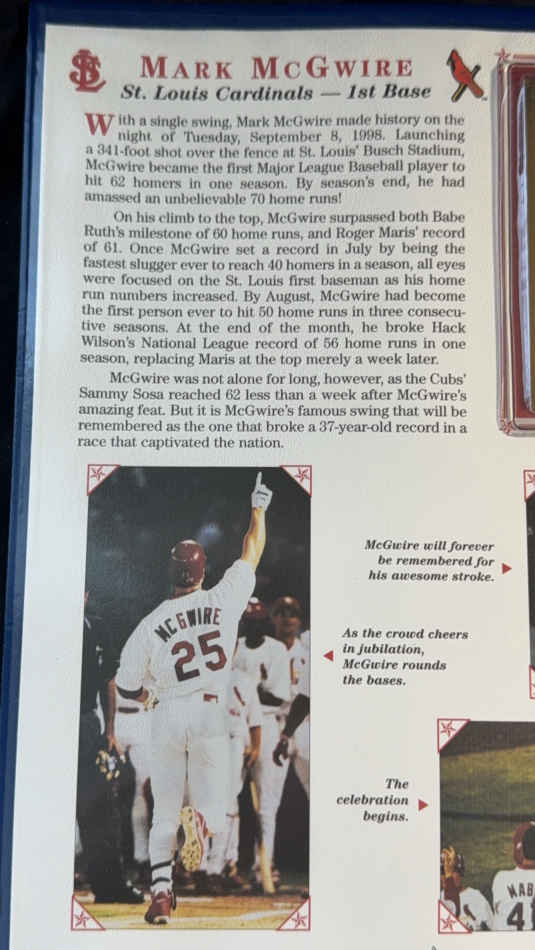 MARK MCGWIRE
St. Louis Cardinals — 1st Base
With a single swing, Mark McGwire made history on the
night of Tuesday, September 8, 1998. Launching
a 341-foot shot over the fence at St. Louis' Busch Stadium,
McGwire became the first Major League Baseball player to
hit 62 homers in one season. By season's end, he had
amassed an unbelievable 70 home runs!
On his climb to the top, McGwire surpassed both Babe
Ruth's milestone of 60 home runs, and Roger Maris' record
of 61. Once McGwire set a record in July by being the
fastest slugger ever to reach 40 homers in a season, all eyes
were focused on the St. Louis first baseman as his home
run numbers increased. By August, McGwire had become
the first person ever to hit 50 home runs in three consecu-
tive seasons. At the end of the month, he broke Hack
Wilson's National League record of 56 home runs in one
season, replacing Maris at the top merely a week later.
McGwire was not alone for long, however, as the Cubs'
Sammy Sosa reached 62 less than a week after McGwire's
amazing feat. But it is McGwire's famous swing that will be
remembered as the one that broke a 37-year-old record in a
race that captivated the nation.
McGwire will forever
be remembered for
his awesome stroke.
MCGWIRE
25
As the crowd cheers
in jubilation,
McGwire rounds
the bases.
The
celebration
begins.
MAB
4